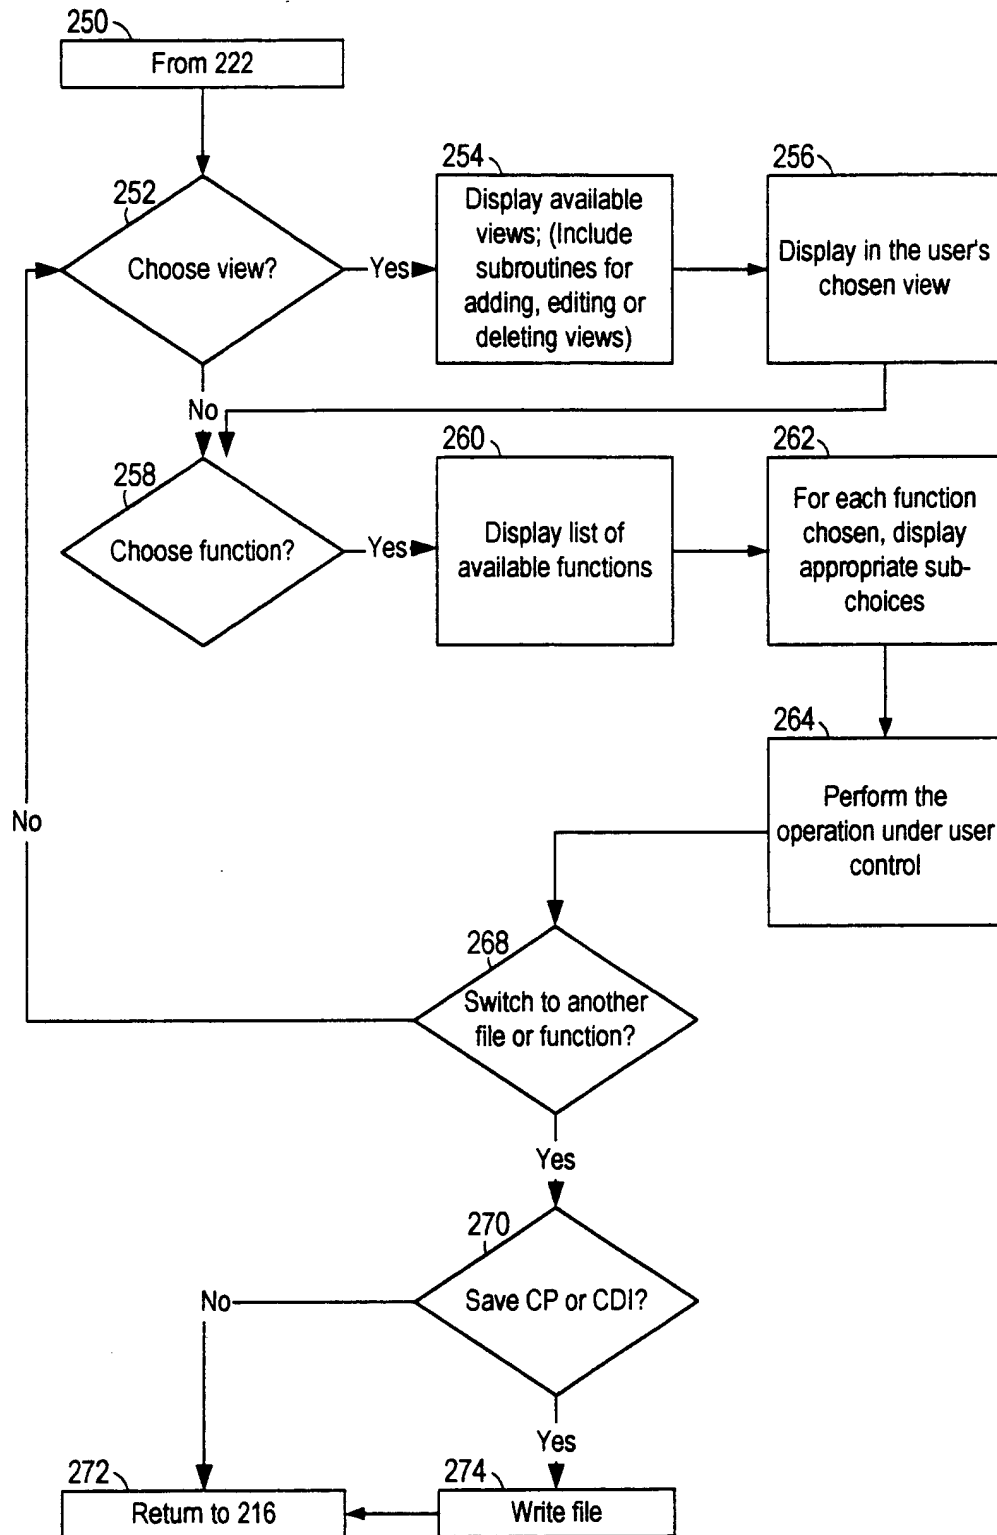 250
From 222
252
Choose view?
Yes
254
Display available
views; (Include
subroutines for
adding, editing or
deleting views)
256
Display in the user's
chosen view
No
258
Choose function?
Yes
260
Display list of
available functions
262
For each function
chosen, display
appropriate sub-
choices
264
Perform the
operation under user
control
No
268
Switch to another
file or function?
Yes
270
Save CP or CDI?
No
Yes
272
Return to 216
274
Write file